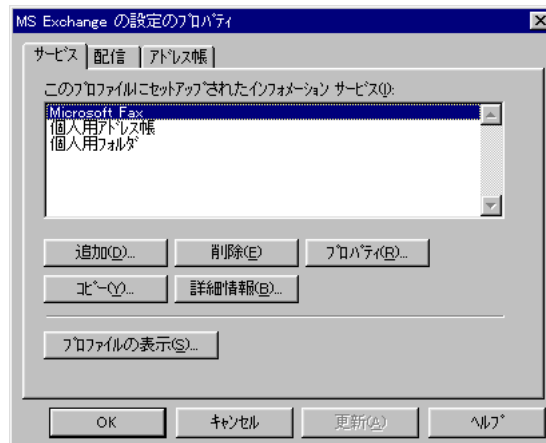 MS Exchange の設定のﾌﾟﾛﾊﾟﾃｨ
サービス 配信 ｱﾄﾞﾚｽ帳
このﾌﾟﾛﾌｧｲﾙにｾｯﾄｱｯﾌﾟされたｲﾝﾌｫﾒｰｼｮﾝ ｻｰﾋﾞｽ(I):
Microsoft Fax
個人用ｱﾄﾞﾚｽ帳
個人用ﾌｫﾙﾀﾞ
追加(D)... 削除(E) ﾌﾟﾛﾊﾟﾃｨ(R)...
ｺﾋﾟｰ(Y)... 詳細情報(B)...
ﾌﾟﾛﾌｧｲﾙの表示(S)...
OK ｷｬﾝｾﾙ 更新(A) ﾍﾙﾌﾟ